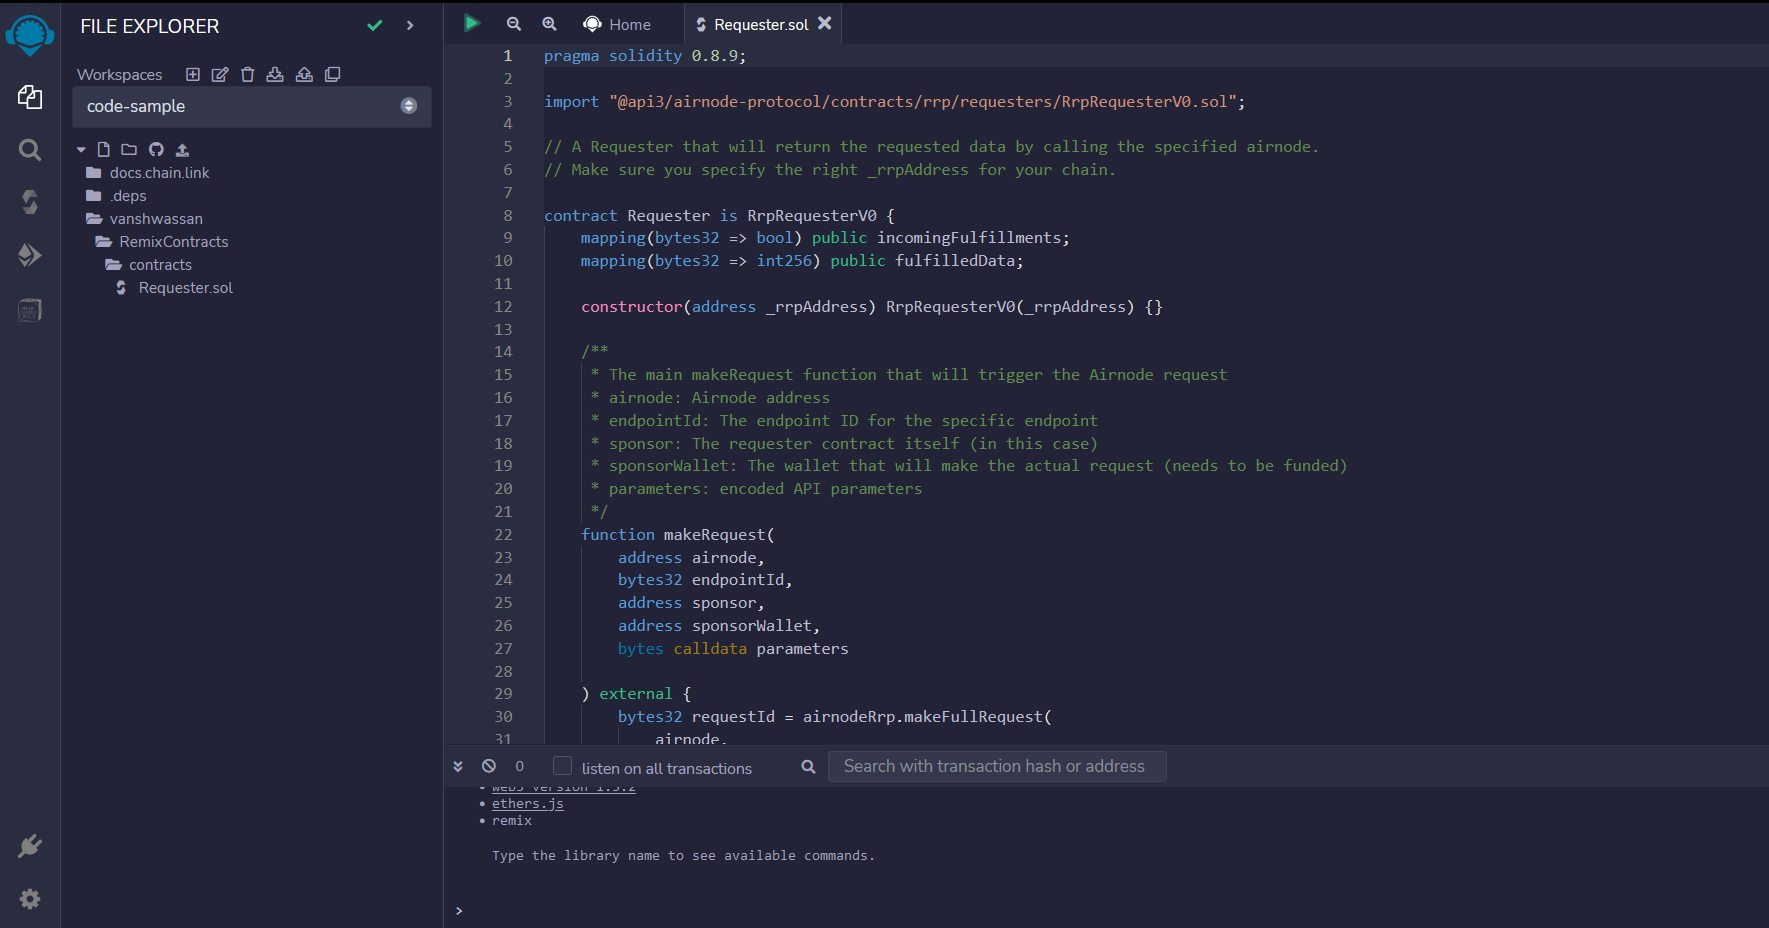 FILE EXPLORER
Workspaces
code-sample
docs.chain.link
.deps
vanshwassan
RemixContracts
contracts
Requester.sol
Home
Requester.sol
1 pragma solidity 0.8.9;
2
3 import "@api3/airnode-protocol/contracts/rrp/requesters/RrpRequesterV0.sol";
4
5 // A Requester that will return the requested data by calling the specified airnode.
6 // Make sure you specify the right _rrpAddress for your chain.
7
8 contract Requester is RrpRequesterV0 {
9 mapping(bytes32 => bool) public incomingFulfillments;
10 mapping(bytes32 => int256) public fulfilledData;
11
12 constructor(address _rrpAddress) RrpRequesterV0(_rrpAddress) {}
13
14 /**
15 * The main makeRequest function that will trigger the Airnode request
16 * airnode: Airnode address
17 * endpointId: The endpoint ID for the specific endpoint
18 * sponsor: The requester contract itself (in this case)
19 * sponsorWallet: The wallet that will make the actual request (needs to be funded)
20 * parameters: encoded API parameters
21 */
22 function makeRequest(
23 address airnode,
24 bytes32 endpointId,
25 address sponsor,
26 address sponsorWallet,
27 bytes calldata parameters
28
29 ) external {
30 bytes32 requestId = airnodeRrp.makeFullRequest(
31 airnode,
0 listen on all transactions Search with transaction hash or address
• web3 version 1.5.2
• ethers.js
• remix
Type the library name to see available commands.
>